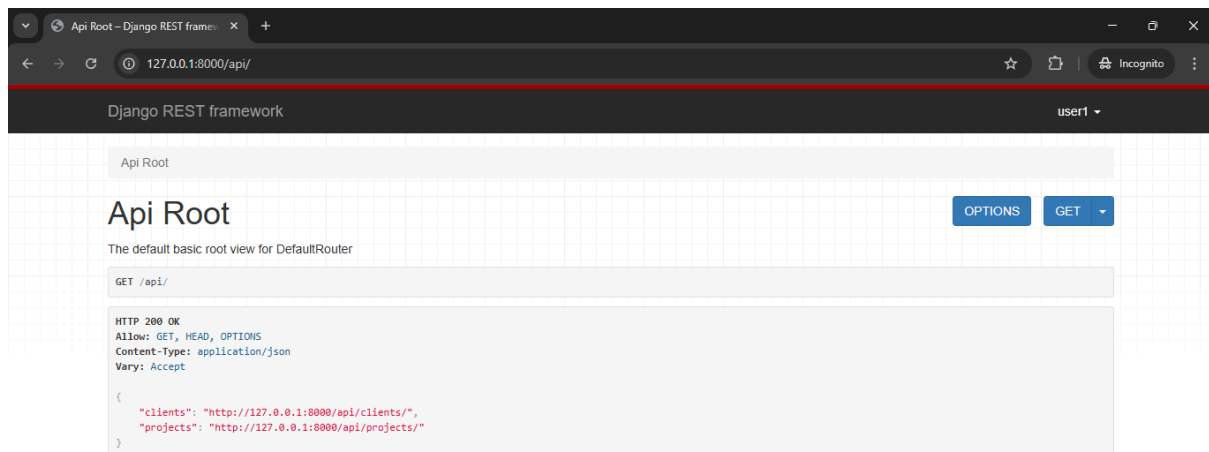 Api Root – Django REST framew
127.0.0.1:8000/api/
Incognito
Django REST framework
user1
Api Root
Api Root
OPTIONS
GET
The default basic root view for DefaultRouter
GET /api/
HTTP 200 OK
Allow: GET, HEAD, OPTIONS
Content-Type: application/json
Vary: Accept
{
"clients": "http://127.0.0.1:8000/api/clients/",
"projects": "http://127.0.0.1:8000/api/projects/"
}